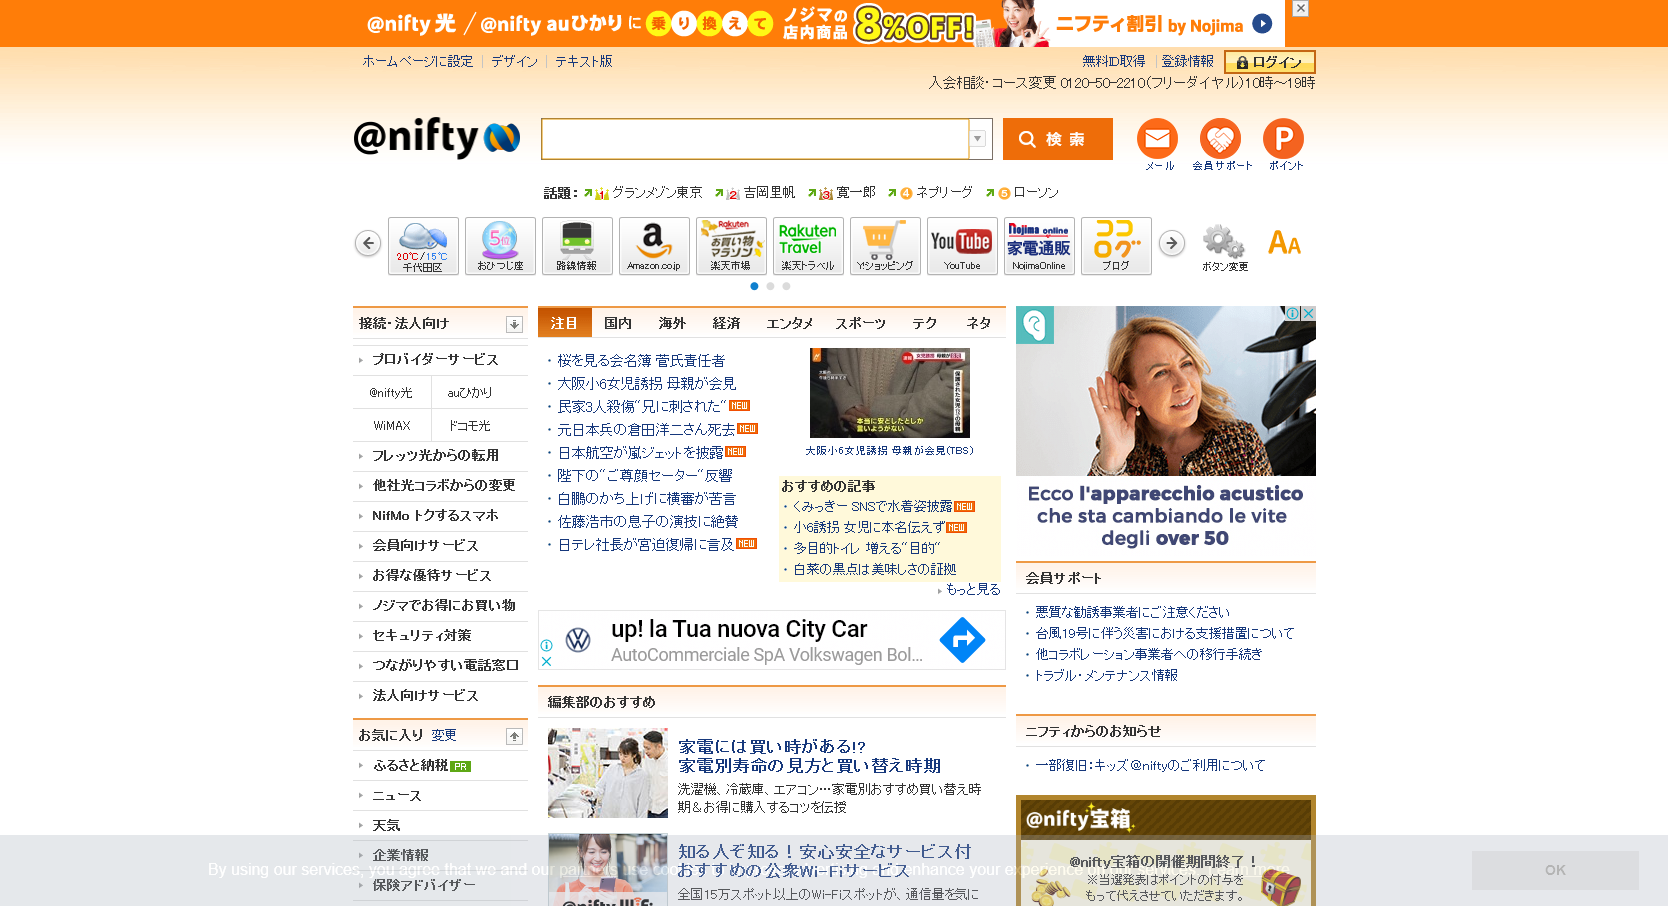 @nifty 光 / @nifty auひかり に 乗り換えて ノジマの店内商品 8%OFF! ニフティ割引 by Nojima
ホームページに設定 デザイン テキスト版 無料ID取得 登録情報 ログイン
入会相談・コース変更 0120-50-2210(フリーダイヤル)10時～19時
@nifty 検索 メール 会員サポート P ポイント
話題： 1 グランメゾン東京 2 吉岡里帆 3 寛一郎 4 ネプリーグ 5 ローソン
20℃/15℃ 千代田区
5位 おひつじ座
路線情報
a Amazon.co.jp
Rakuten お買い物マラソン 楽天市場
Rakuten Travel 楽天トラベル
Y!ショッピング
YouTube YouTube
Nojima online 家電通販 NojimaOnline
ココログ ブログ
ボタン変更 AA
接続・法人向け
プロバイダーサービス
@nifty光 auひかり
WiMAX ドコモ光
フレッツ光からの転用
他社光コラボからの変更
NifMo トクするスマホ
会員向けサービス
お得な優待サービス
ノジマでお得にお買い物
セキュリティ対策
つながりやすい電話窓口
法人向けサービス
お気に入り 変更
ふるさと納税 PR
ニュース
天気
企業情報
保険アドバイザー
注目 国内 海外 経済 エンタメ スポーツ テク ネタ
・桜を見る会名簿 菅氏責任者
・大阪小6女児誘拐 母親が会見
・民家3人殺傷“兄に刺された“ NEW
・元日本兵の倉田洋二さん死去 NEW
・日本航空が嵐ジェットを披露 NEW
・陛下の“ご尊顔セーター“反響
・白鵬のかち上げに横審が苦言
・佐藤浩市の息子の演技に絶賛
・日テレ社長が宮迫復帰に言及 NEW
本当に安どしたとしか言いようがない
大阪小6女児誘拐 母親が会見(TBS)
おすすめの記事
・くみっきー SNSで水着姿披露 NEW
・小6誘拐 女児に本名伝えず NEW
・多目的トイレ 増える“目的“
・白菜の黒点は美味しさの証拠
もっと見る
up! la Tua nuova City Car
AutoCommerciale SpA Volkswagen Bol...
編集部のおすすめ
家電には買い時がある!?
家電別寿命の見方と買い替え時期
洗濯機、冷蔵庫、エアコン…家電別おすすめ買い替え時
期＆お得に購入するコツを伝授
知る人ぞ知る！安心安全なサービス付
おすすめの公衆Wi-Fiサービス
全国15万スポット以上のWi-Fiスポットが、通信量を気に
@nifty WiFi
Ecco l'apparecchio acustico
che sta cambiando le vite
degli over 50
会員サポート
・悪質な勧誘事業者にご注意ください
・台風19号に伴う災害における支援措置について
・他コラボレーション事業者への移行手続き
・トラブル・メンテナンス情報
ニフティからのお知らせ
・一部復旧：キッズ@niftyのご利用について
@nifty宝箱
@nifty宝箱の開催期間終了！
※当選発表はポイントの付与を
もって代えさせていただきます。
By using our services, you agree that we and our partners use coo enhance your experience our services more
OK